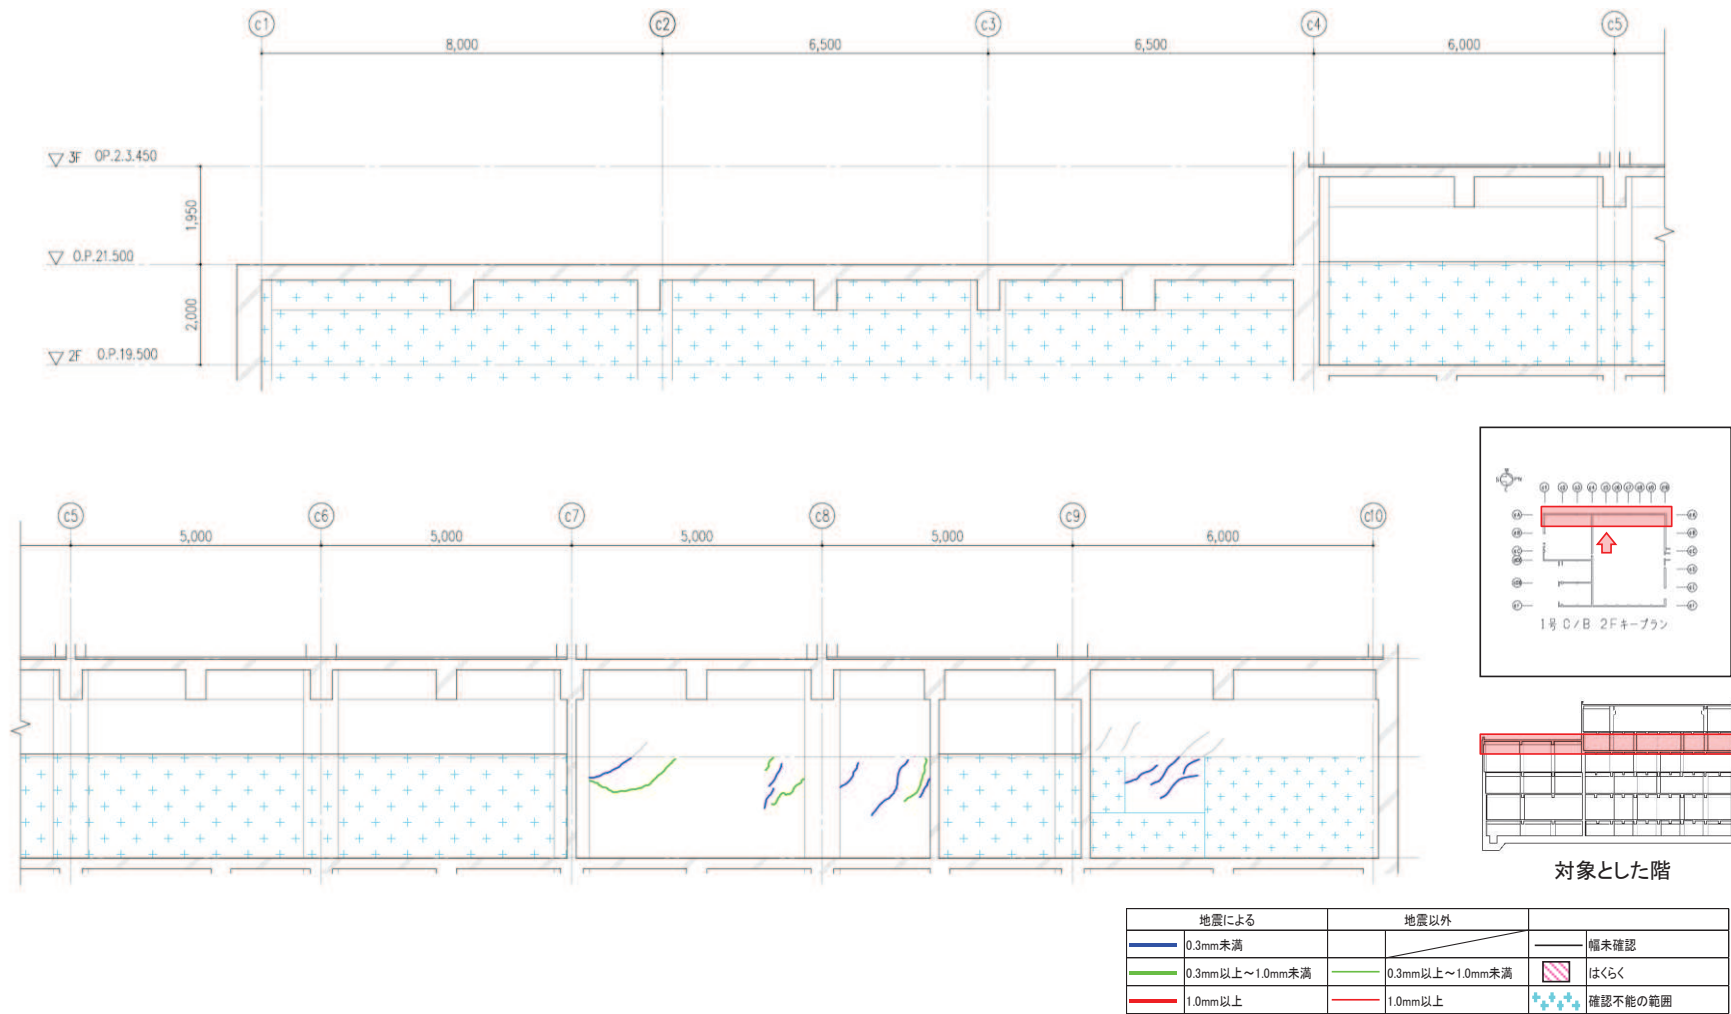 c1 c2 c3 c4 c5
8,000 6,500 6,500 6,000
3F OP.2.3.450
1,950
O.P.21.500
2,000
2F O.P.19.500
c5 c6 c7 c8 c9 c10
5,000 5,000 5,000 5,000 6,000
1号 C/B 2Fキープラン
対象とした階
地震による 地震以外
0.3mm未満 幅未確認
0.3mm以上～1.0mm未満 0.3mm以上～1.0mm未満 はくらく
1.0mm以上 1.0mm以上 確認不能の範囲